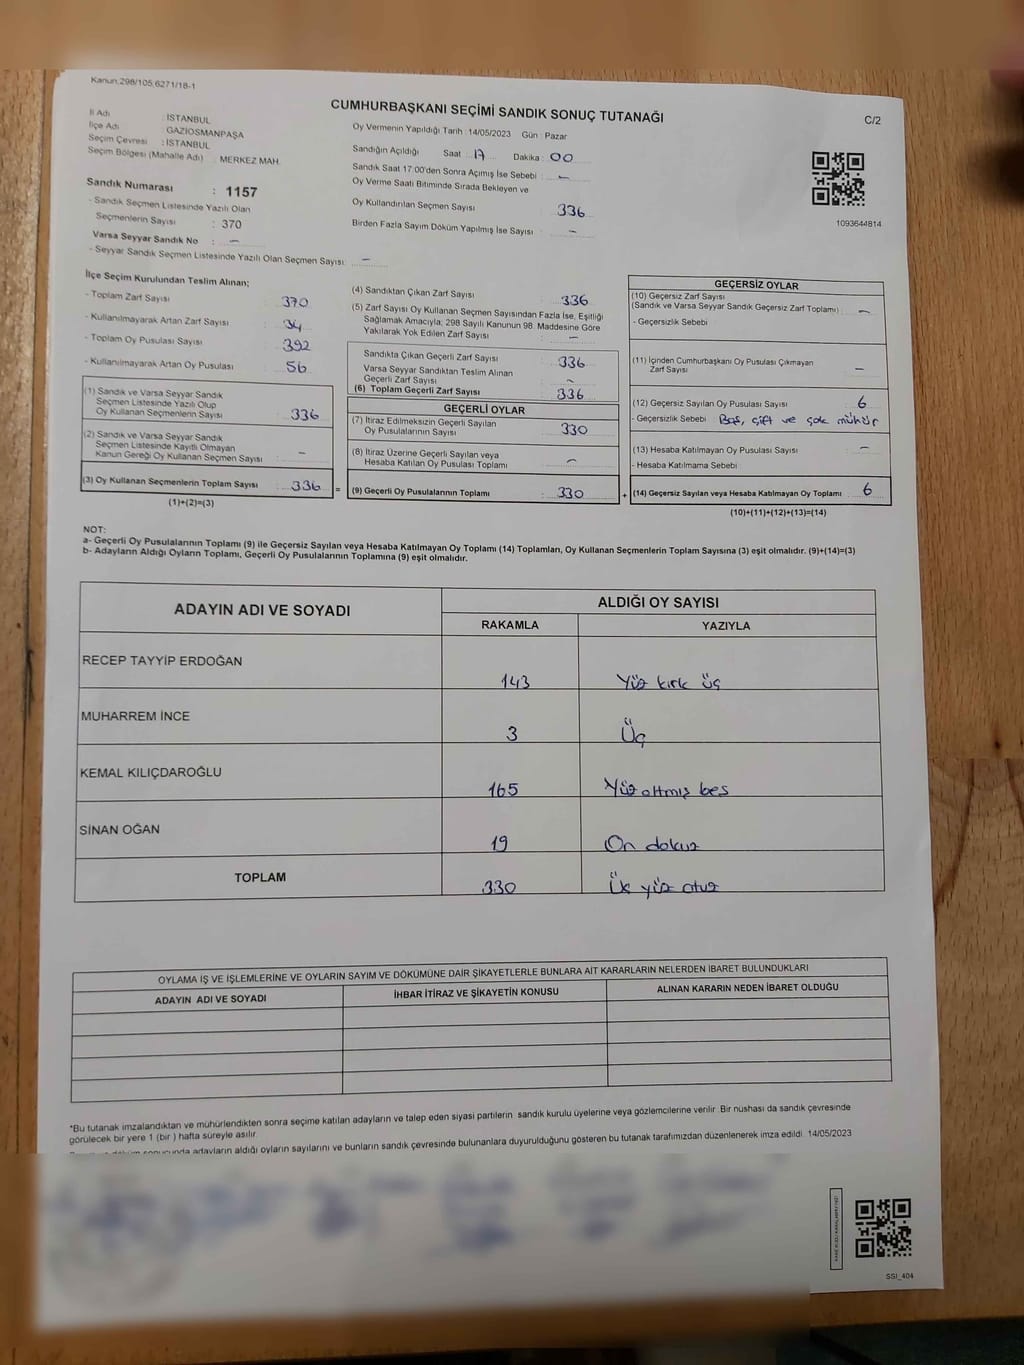 Kanun.298/105,6271/18-1
CUMHURBAŞKANI SEÇİMİ SANDIK SONUÇ TUTANAĞI
C/2
İl Adı : İSTANBUL
İlçe Adı : GAZİOSMANPAŞA
Seçim Çevresi : İSTANBUL
Seçim Bölgesi (Mahalle Adı) : MERKEZ MAH.
Sandık Numarası : 1157
- Sandık Seçmen Listesinde Yazılı Olan
Seçmenlerin Sayısı : 370
Varsa Seyyar Sandık No : -
- Seyyar Sandık Seçmen Listesinde Yazılı Olan Seçmen Sayısı: -
Oy Vermenin Yapıldığı Tarih : 14/05/2023 Gün : Pazar
Sandığın Açıldığı Saat : 17 Dakika : 00
Sandık Saat 17:00'den Sonra Açımış İse Sebebi : -
Oy Verme Saati Bitiminde Sırada Bekleyen ve
Oy Kullandırılan Seçmen Sayısı : 336
Birden Fazla Sayım Döküm Yapılmış İse Sayısı : -
1093644814
İlçe Seçim Kurulundan Teslim Alınan;
- Toplam Zarf Sayısı : 370
- Kullanılmayarak Artan Zarf Sayısı : 34
- Toplam Oy Pusulası Sayısı : 392
- Kullanılmayarak Artan Oy Pusulası : 56
(1) Sandık ve Varsa Seyyar Sandık
Seçmen Listesinde Yazılı Olup
Oy Kullanan Seçmenlerin Sayısı : 336
(2) Sandık ve Varsa Seyyar Sandık
Seçmen Listesinde Kayıtlı Olmayan
Kanun Gereği Oy Kullanan Seçmen Sayısı : -
(3) Oy Kullanan Seçmenlerin Toplam Sayısı : 336 =
(1)+(2)=(3)
(4) Sandıktan Çıkan Zarf Sayısı : 336
(5) Zarf Sayısı Oy Kullanan Seçmen Sayısından Fazla İse, Eşitliği
Sağlamak Amacıyla; 298 Sayılı Kanunun 98. Maddesine Göre
Yakılarak Yok Edilen Zarf Sayısı : -
Sandıkta Çıkan Geçerli Zarf Sayısı : 336
Varsa Seyyar Sandıktan Teslim Alınan
Geçerli Zarf Sayısı : -
(6) Toplam Geçerli Zarf Sayısı : 336
GEÇERLİ OYLAR
(7) İtiraz Edilmeksizin Geçerli Sayılan
Oy Pusulalarının Sayısı : 330
(8) İtiraz Üzerine Geçerli Sayılan veya
Hesaba Katılan Oy Pusulası Toplamı : -
(9) Geçerli Oy Pusulalarının Toplamı : 330 +
GEÇERSİZ OYLAR
(10) Geçersiz Zarf Sayısı
(Sandık ve Varsa Seyyar Sandık Geçersiz Zarf Toplamı) : -
- Geçersizlik Sebebi
(11) İçinden Cumhurbaşkanı Oy Pusulası Çıkmayan
Zarf Sayısı : -
(12) Geçersiz Sayılan Oy Pusulası Sayısı : 6
- Geçersizlik Sebebi Boş, çift ve çok mühür
(13) Hesaba Katılmayan Oy Pusulası Sayısı : -
- Hesaba Katılmama Sebebi
(14) Geçersiz Sayılan veya Hesaba Katılmayan Oy Toplamı : 6
(10)+(11)+(12)+(13)=(14)
NOT:
a- Geçerli Oy Pusulasının Toplamı (9) ile Geçersiz Sayılan veya Hesaba Katılmayan Oy Toplamı (14) Toplamları, Oy Kullanan Seçmenlerin Toplam Sayısına (3) eşit olmalıdır. (9)+(14)=(3)
b- Adayların Aldığı Oyların Toplamı, Geçerli Oy Pusulalarının Toplamına (9) eşit olmalıdır.
ADAYIN ADI VE SOYADI
ALDIĞI OY SAYISI
RAKAMLA YAZIYLA
RECEP TAYYİP ERDOĞAN 143 Yüz kırk üç
MUHARREM İNCE 3 Üç
KEMAL KILIÇDAROĞLU 165 Yüz altmış beş
SİNAN OĞAN 19 On dokuz
TOPLAM 330 Üç yüz otuz
OYLAMA İŞ VE İŞLEMLERİNE VE OYLARIN SAYIM VE DÖKÜMÜNE DAİR ŞİKAYETLERLE BUNLARA AİT KARARLARIN NELERDEN İBARET BULUNDUKLARI
ADAYIN ADI VE SOYADI İHBAR İTİRAZ VE ŞİKAYETİN KONUSU ALINAN KARARIN NEDEN İBARET OLDUĞU
*Bu tutanak imzalandıktan ve mühürlendikten sonra seçime katılan adayların ve talep eden siyasi partilerin sandık kurulu üyelerine veya gözlemcilerine verilir. Bir nushası da sandık çevresinde
görülecek bir yere 1 (bir ) hafta süreyle asılır.
sonucunda adayların aldığı oyların sayılarını ve bunların sandık çevresinde bulunanlara duyurulduğunu gösteren bu tutanak tarafımızdan düzenlenerek imza edildi. 14/05/2023
SSI_404